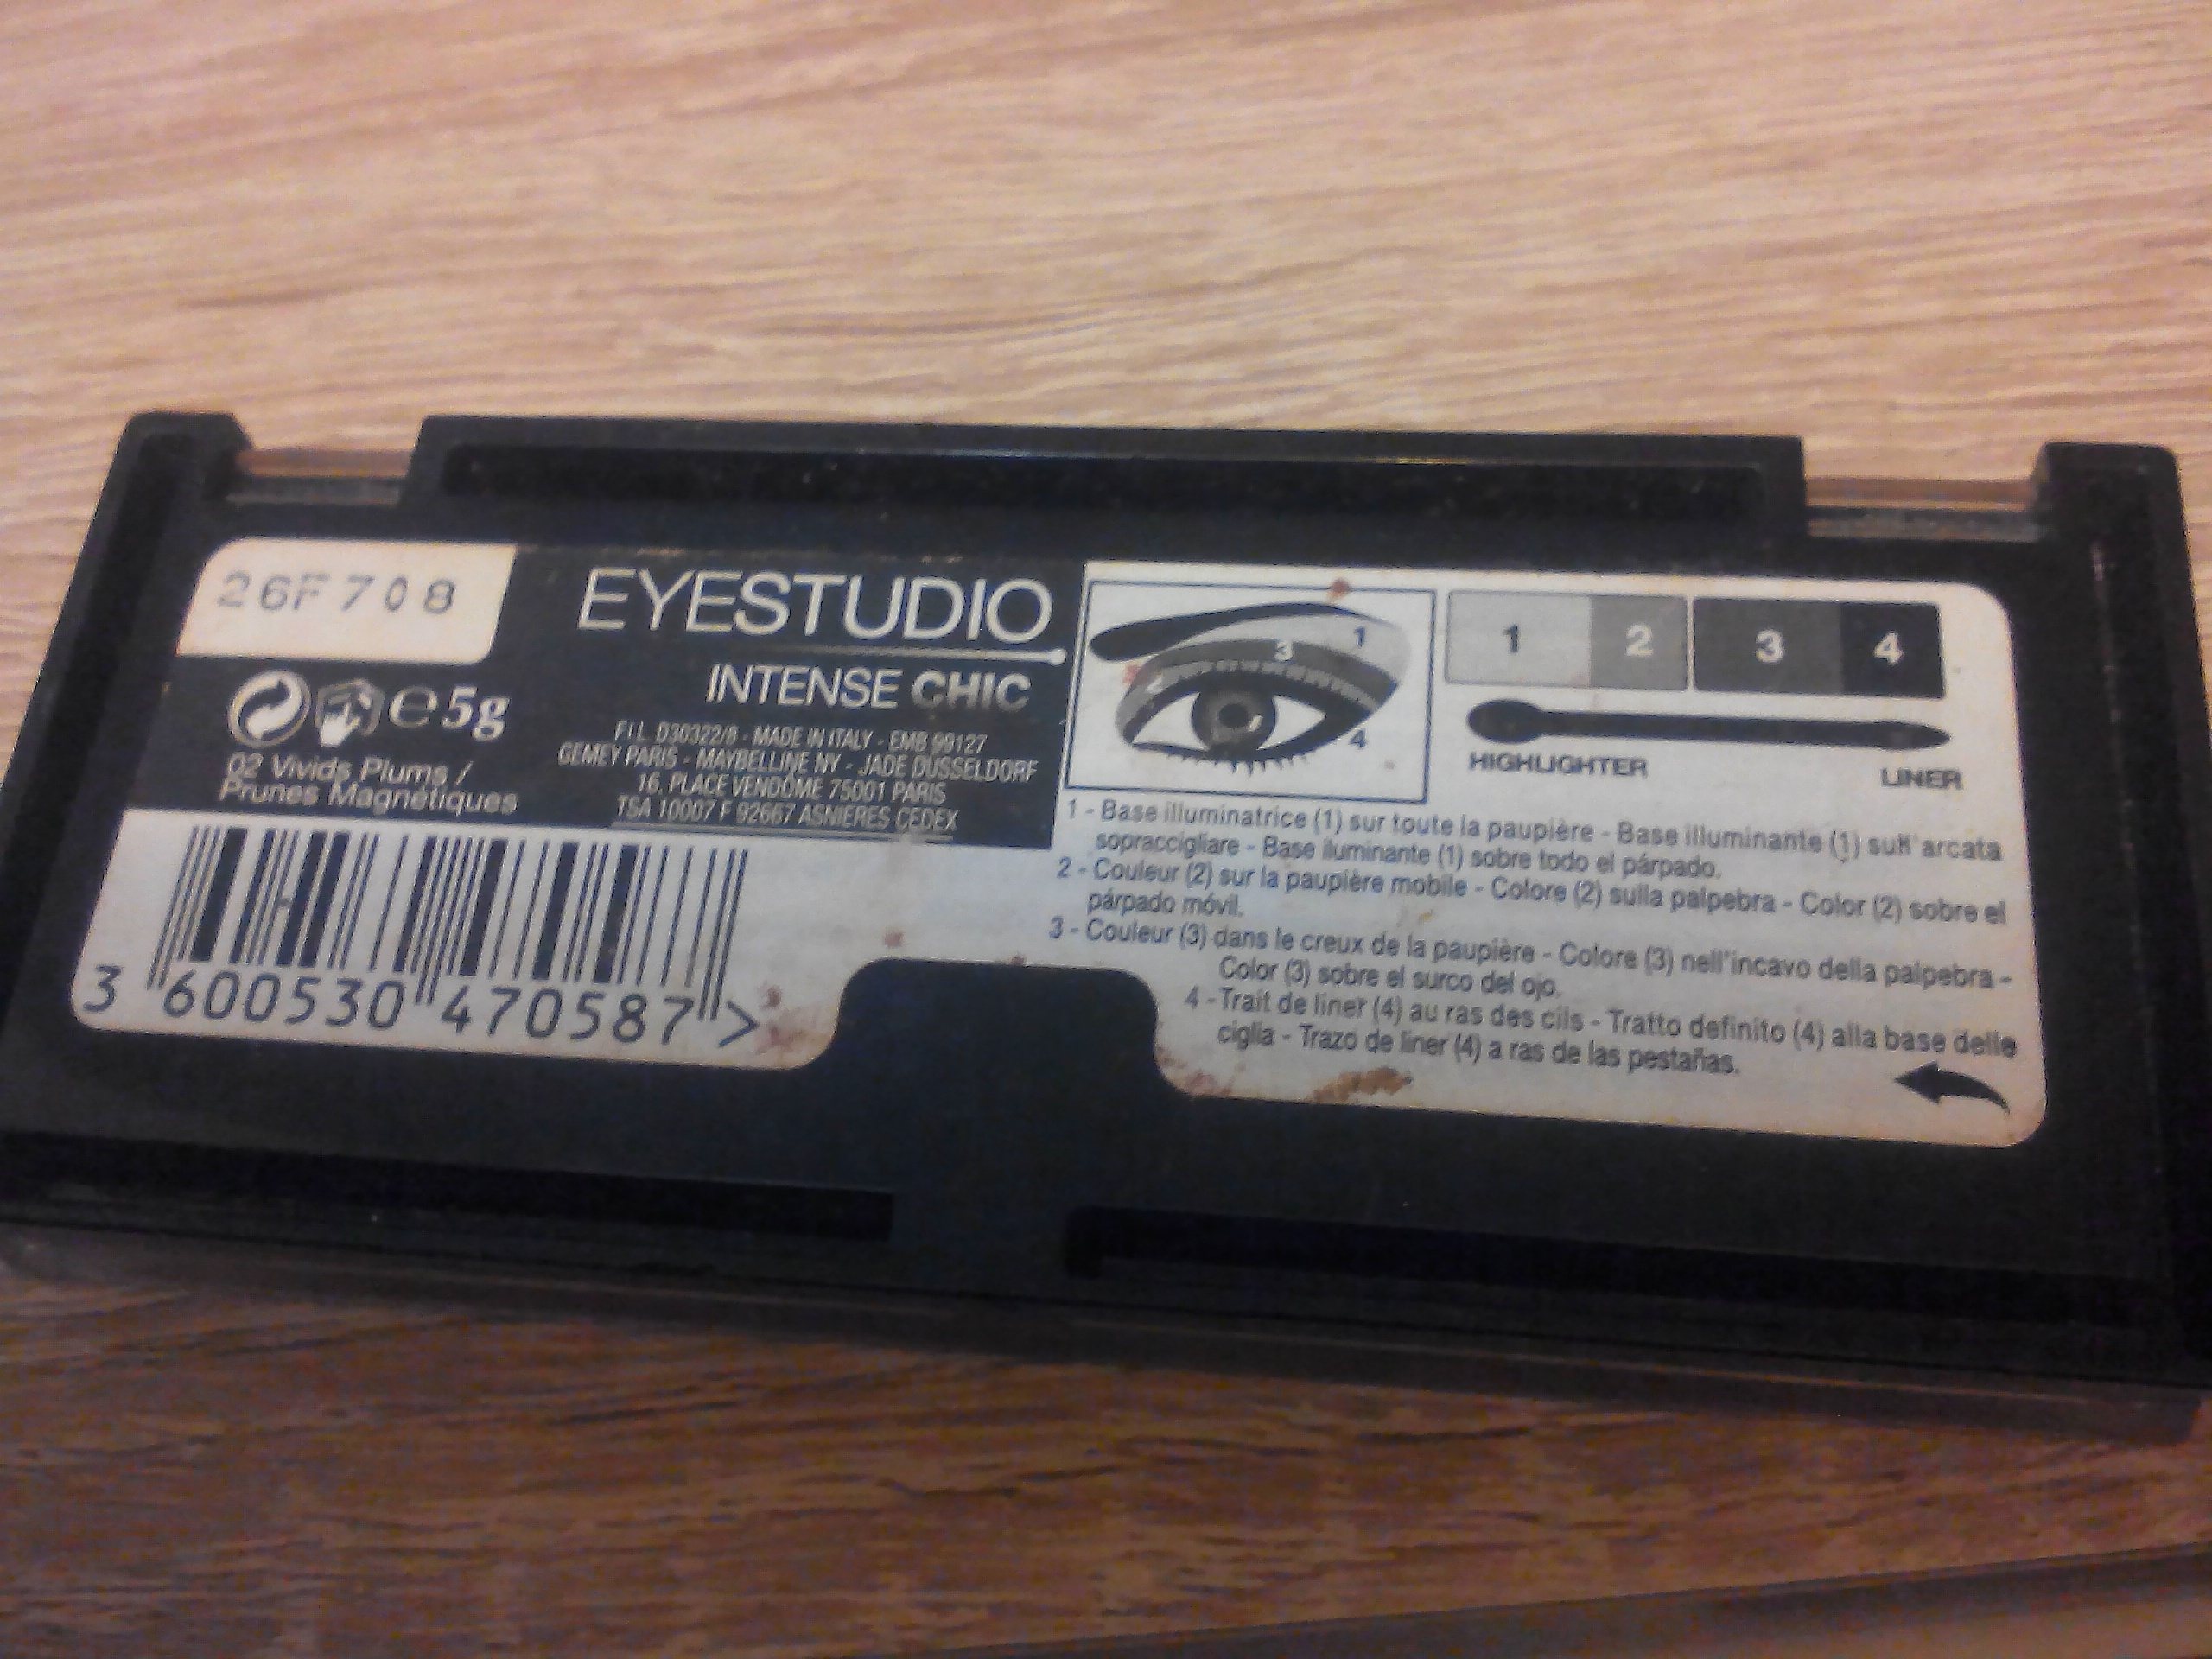 26F708
EYESTUDIO
INTENSE CHIC
e 5g
02 Vivids Plums /
Prunes Magnétiques
F.I.L. D30322/8 - MADE IN ITALY - EMB 99127
GEMEY PARIS - MAYBELLINE NY - JADE DÜSSELDORF
16, PLACE VENDÔME 75001 PARIS
TSA 10007 F 92667 ASNIERES CEDEX
3 600530 470587 >
1
3
2
4
1 2 3 4
HIGHLIGHTER LINER
1 - Base illuminatrice (1) sur toute la paupière - Base illuminante (1) sull'arcata
sopraccigliare - Base iluminante (1) sobre todo el párpado.
2 - Couleur (2) sur la paupière mobile - Colore (2) sulla palpebra - Color (2) sobre el
párpado móvil.
3 - Couleur (3) dans le creux de la paupière - Colore (3) nell'incavo della palpebra -
Color (3) sobre el surco del ojo.
4 - Trait de liner (4) au ras des cils - Tratto definito (4) alla base delle
ciglia - Trazo de liner (4) a ras de las pestañas.